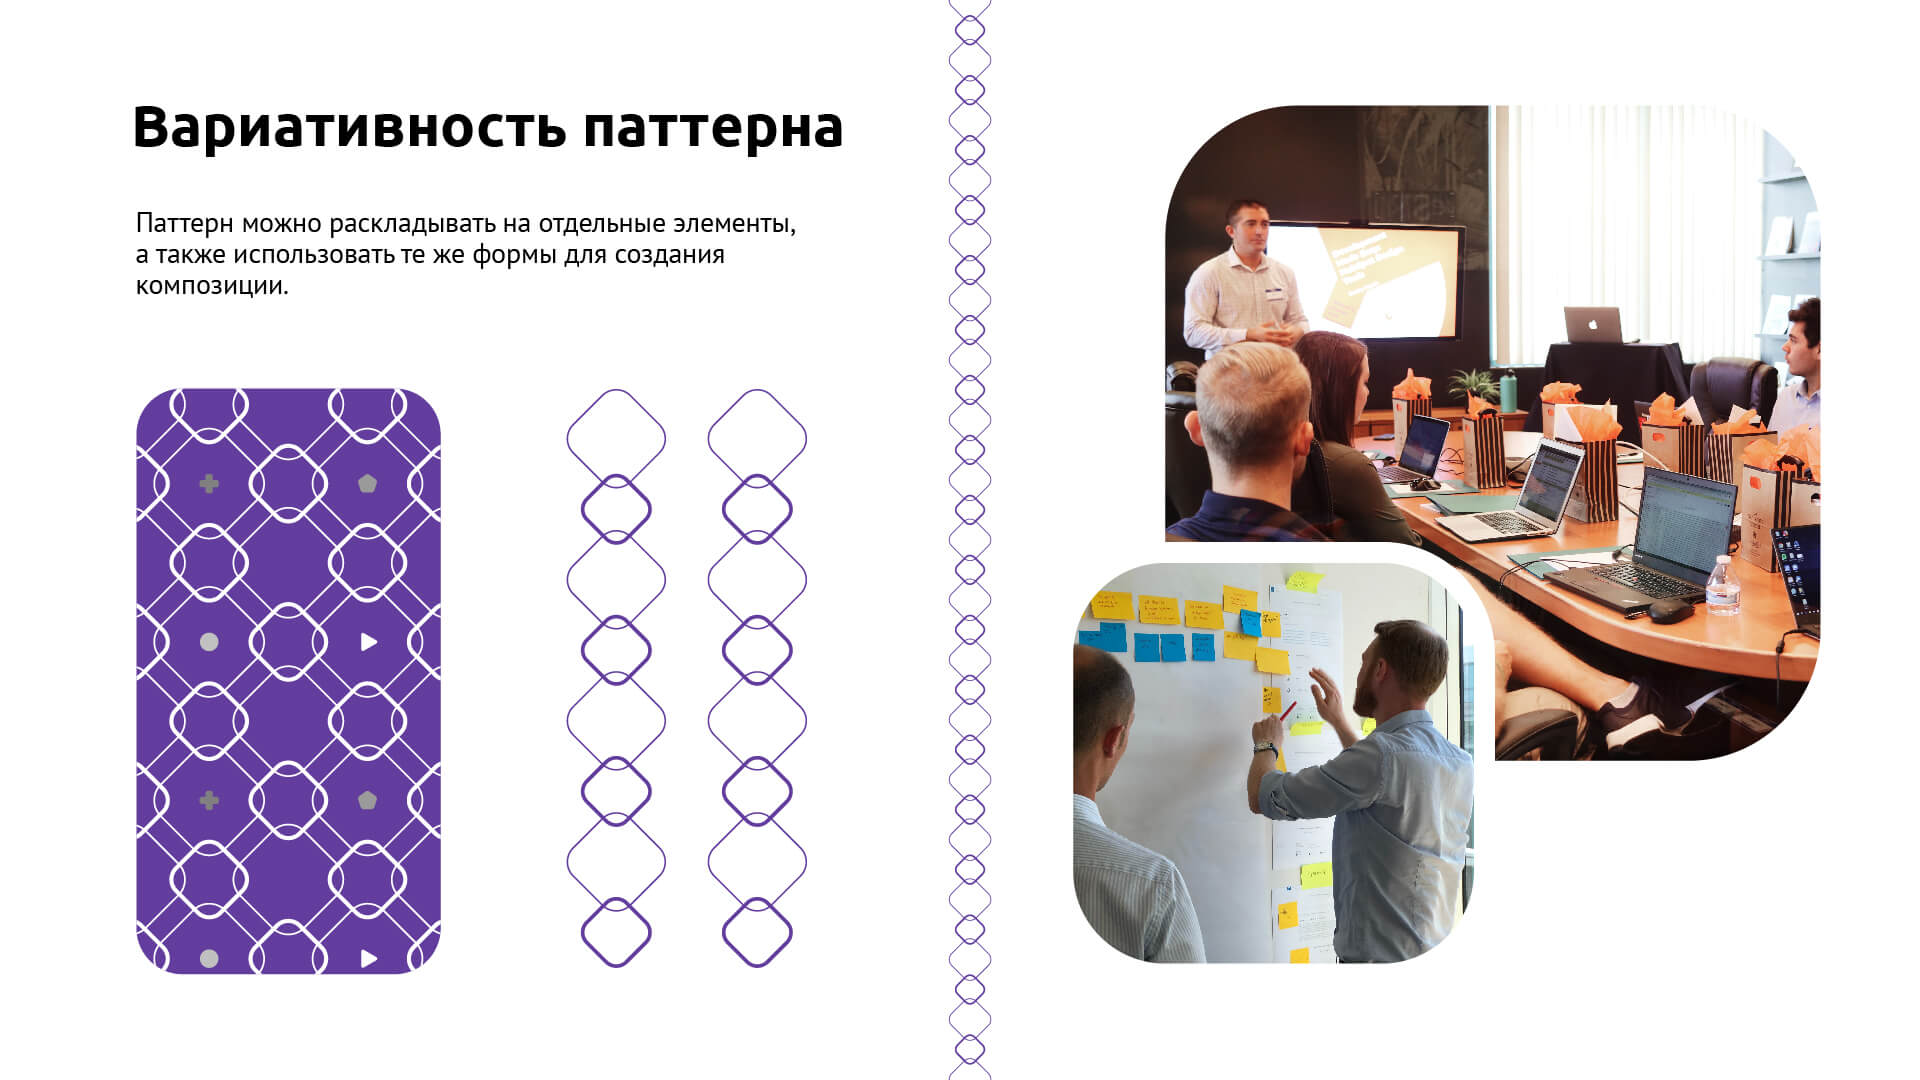 Вариативность паттерна
Паттерн можно раскладывать на отдельные элементы,
а также использовать те же формы для создания
композиции.